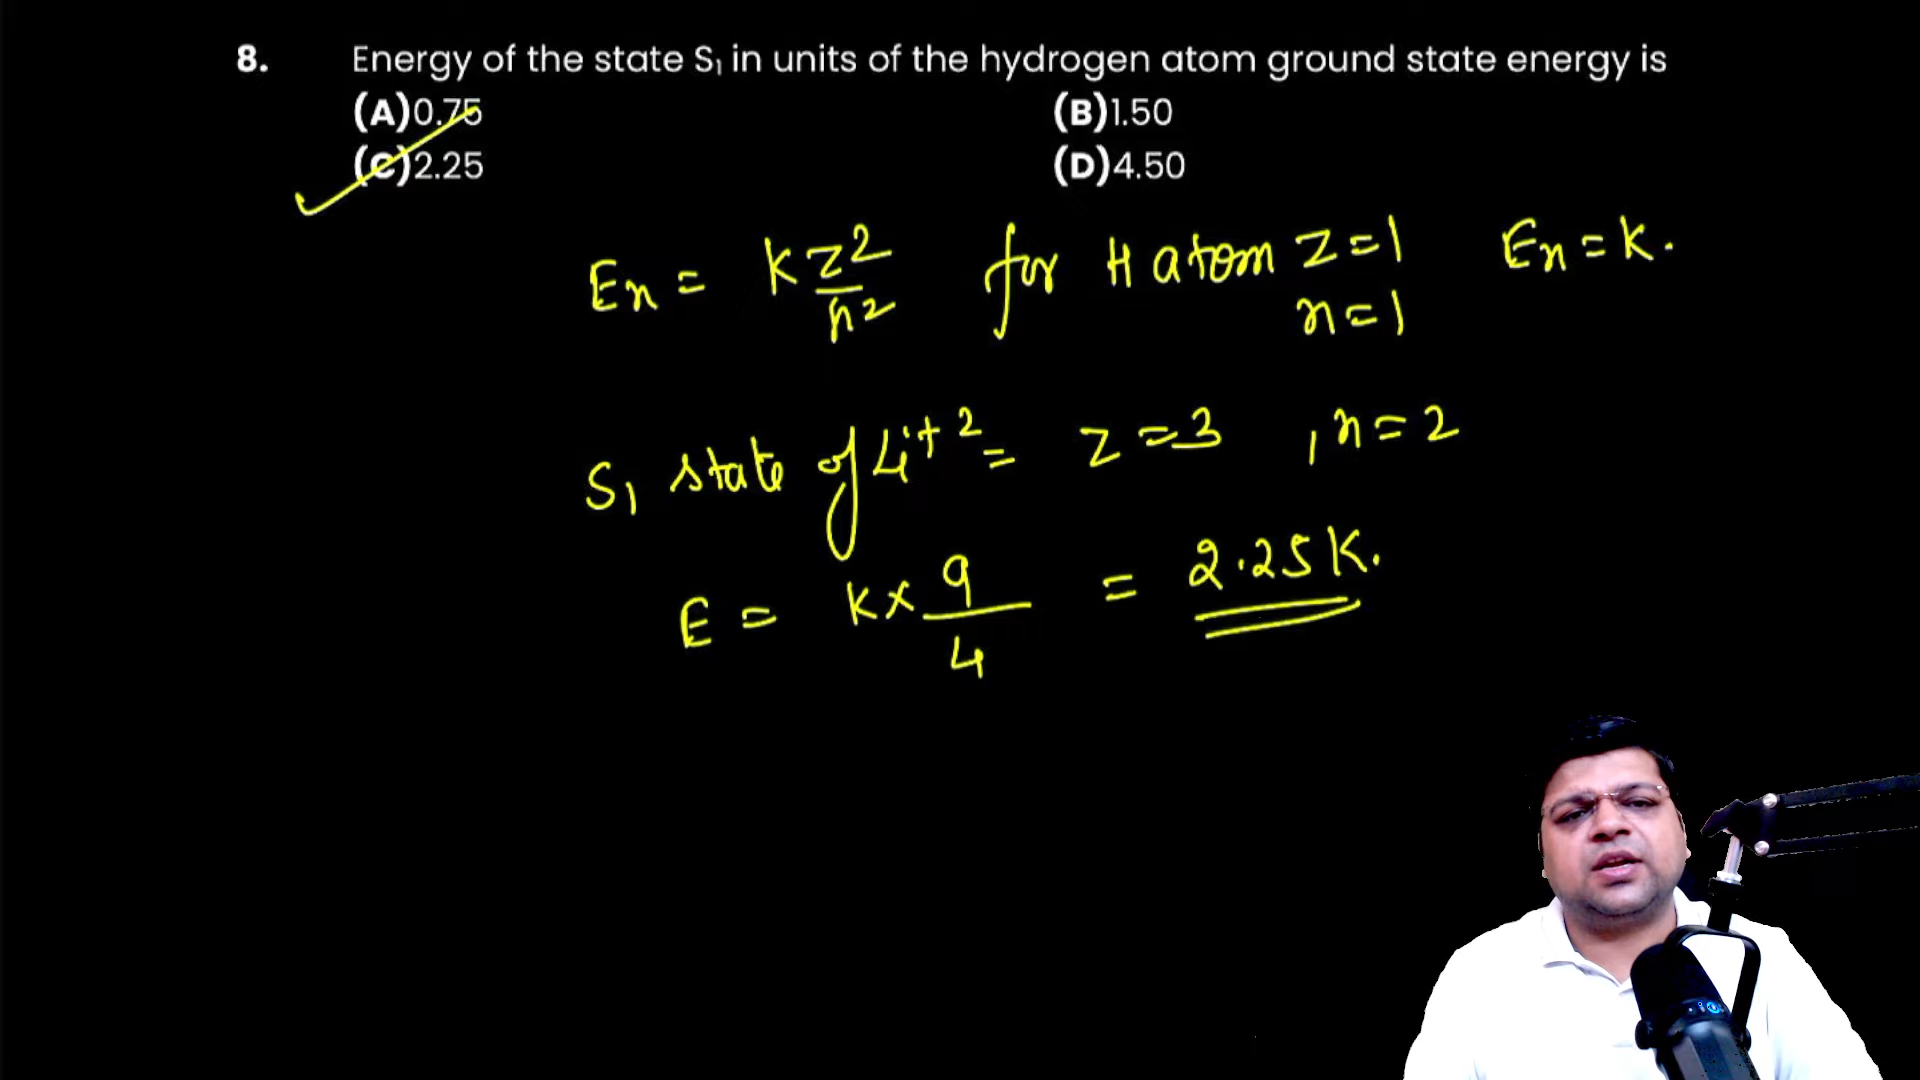 8. Energy of the state S₁ in units of the hydrogen atom ground state energy is
(A)0.75 (B)1.50
(C)2.25 (D)4.50
En = kz²/n² for H atom z=1 En=k.
n=1
S₁ state of Li⁺² = z=3 , n=2
E = k× 9/4 = 2.25K.